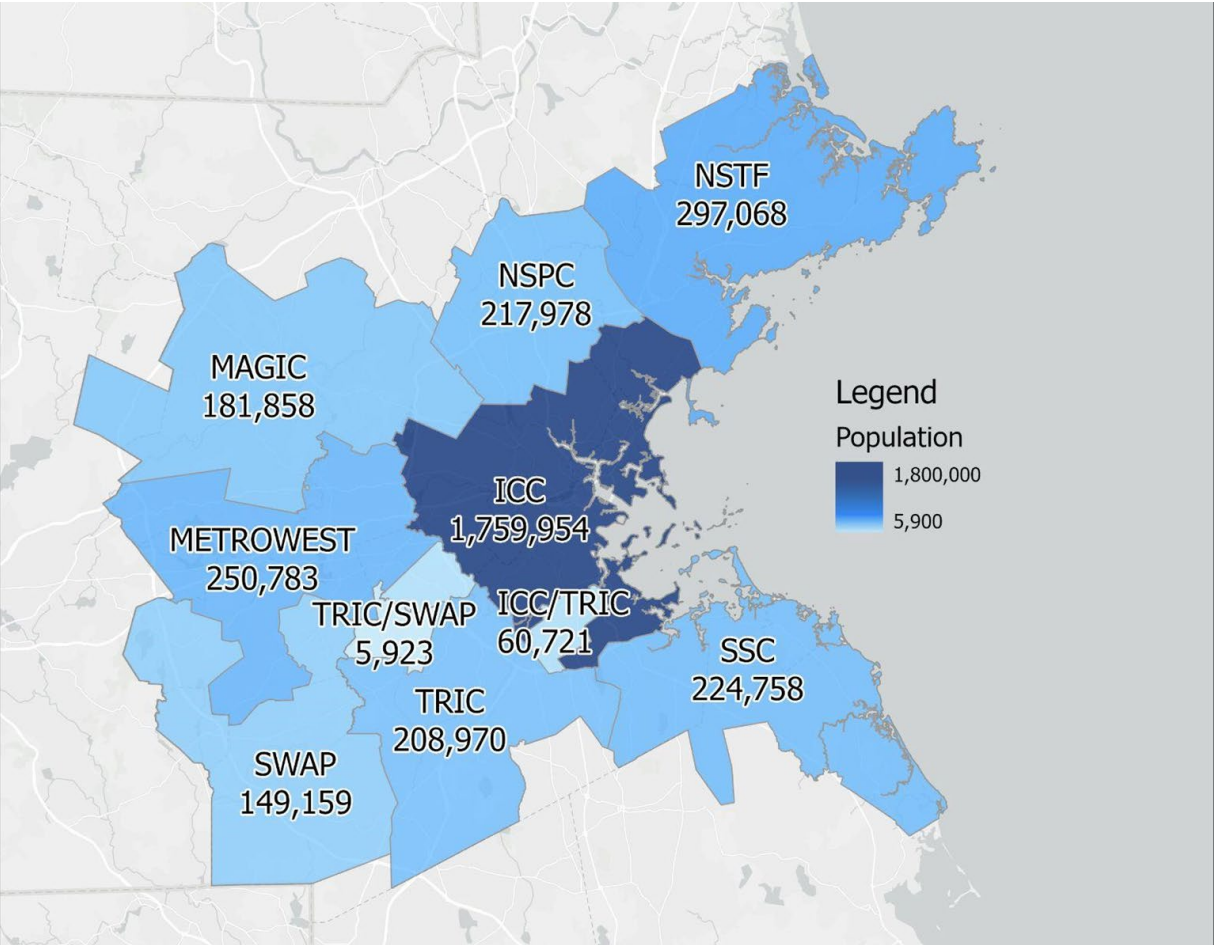 NSTF
297,068
NSPC
217,978
MAGIC
181,858
Legend
Population
1,800,000
5,900
ICC
1,759,954
METROWEST
250,783
TRIC/SWAP
5,923
ICC/TRIC
60,721
SSC
224,758
TRIC
208,970
SWAP
149,159